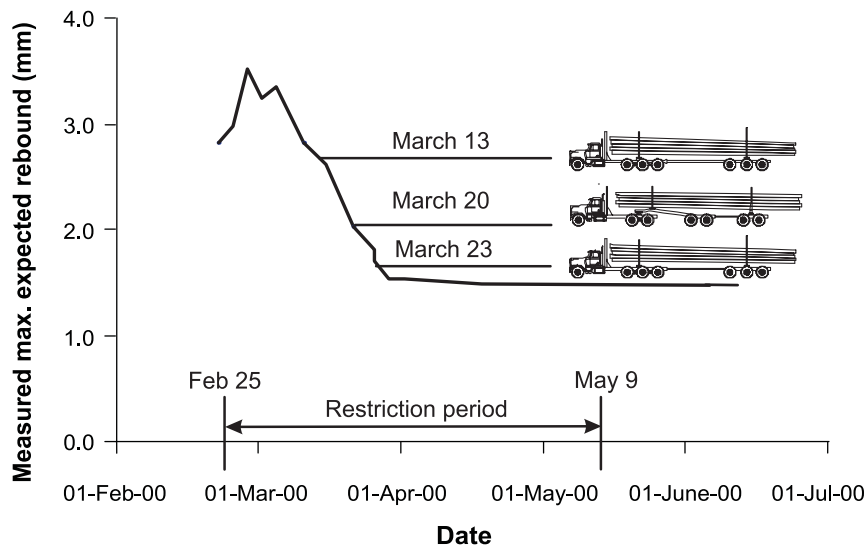 Measured max. expected rebound (mm)
4.0
3.0
2.0
1.0
0.0
March 13
March 20
March 23
Feb 25
May 9
Restriction period
01-Feb-00
01-Mar-00
01-Apr-00
01-May-00
01-June-00
01-Jul-00
Date